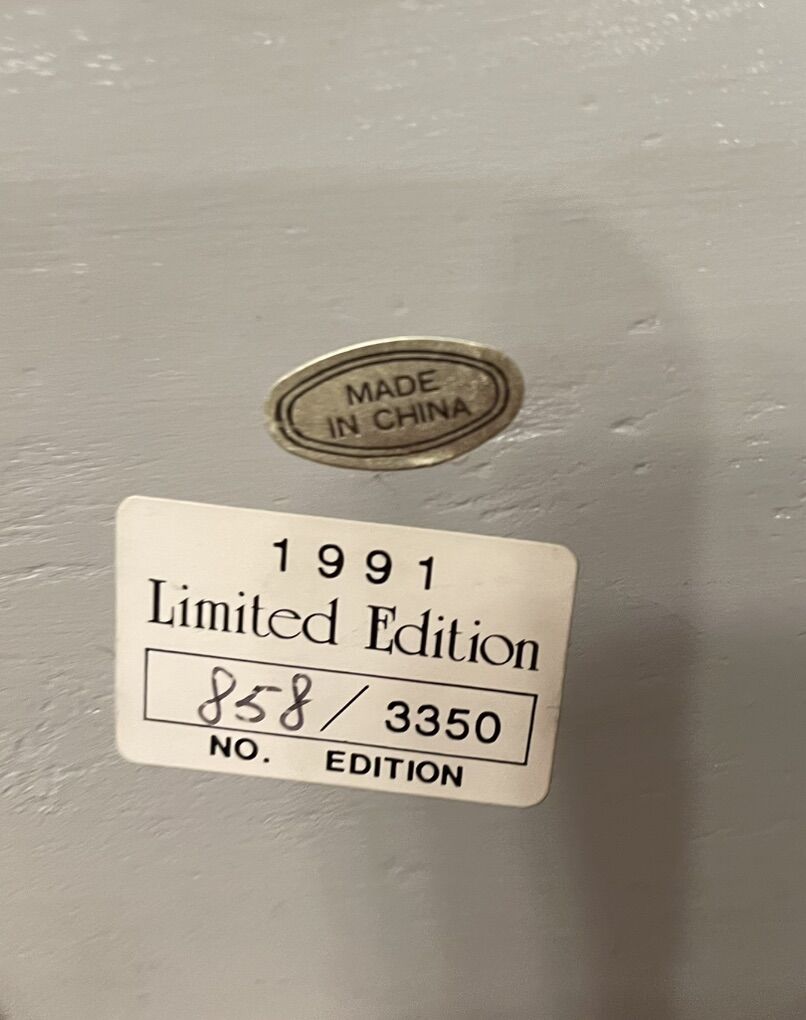 MADE
IN CHINA
1991
Limited Edition
858/3350
NO. EDITION